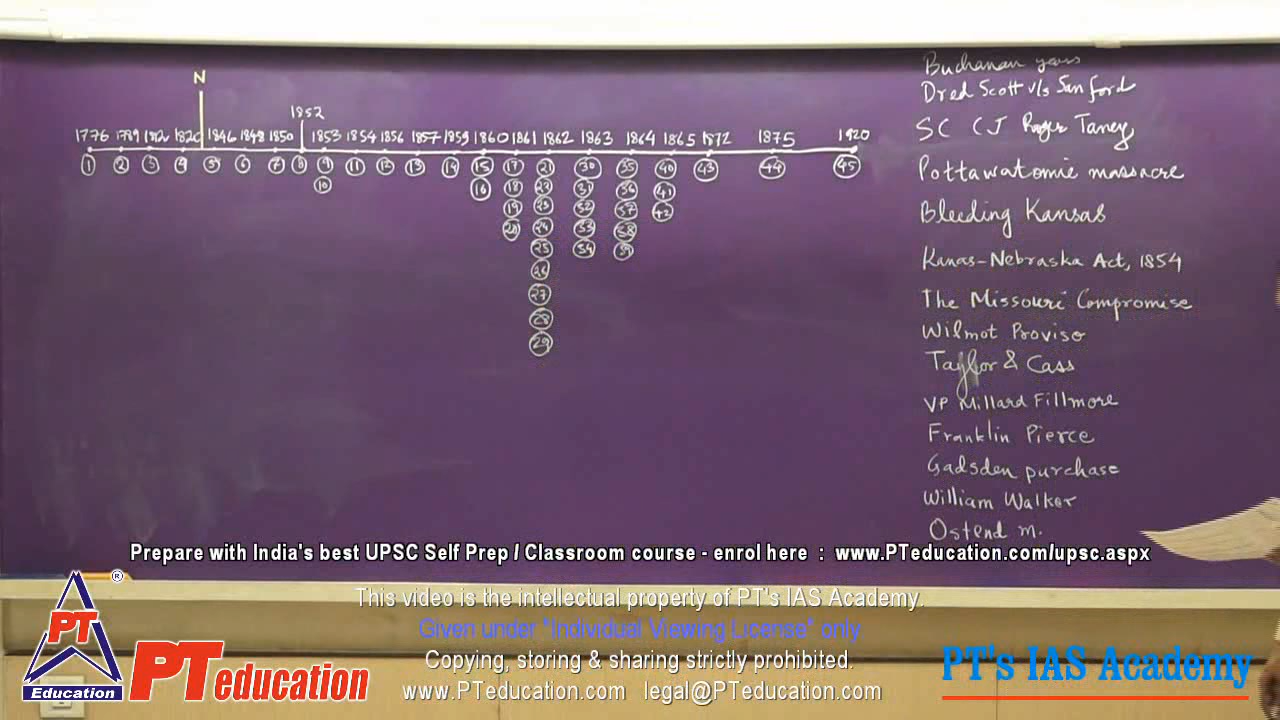 N
1852
1776 1789 1820 1820 1846 1848 1850 1853 1854 1856 1857 1859 1860 1861 1862 1863 1864 1865 1872 1875 1920
1 2 3 4 5 6 7 8 9 11 12 13 14 15 17 21 30 35 40 43 44 45
10 16 18 22 31 36 41
19 23 32 37 42
20 24 33 38
25 34 39
26
27
28
29
Buchanan years
Dred Scott v/s Sanford
SC CJ Roger Taney
Pottawatomie massacre
Bleeding Kansas
Kanas-Nebraska Act, 1854
The Missouri Compromise
Wilmot Proviso
Taylor & Cass
VP Millard Fillmore
Franklin Pierce
Gadsden purchase
William Walker
Ostend m.
Prepare with India's best UPSC Self Prep / Classroom course - enrol here : www.PTeducation.com/upsc.aspx
This video is the intellectual property of PT's IAS Academy.
Given under "Individual Viewing License" only
Copying, storing & sharing strictly prohibited.
www.PTeducation.com legal@PTeducation.com
PT
Education
®
PT education
PT's IAS Academy